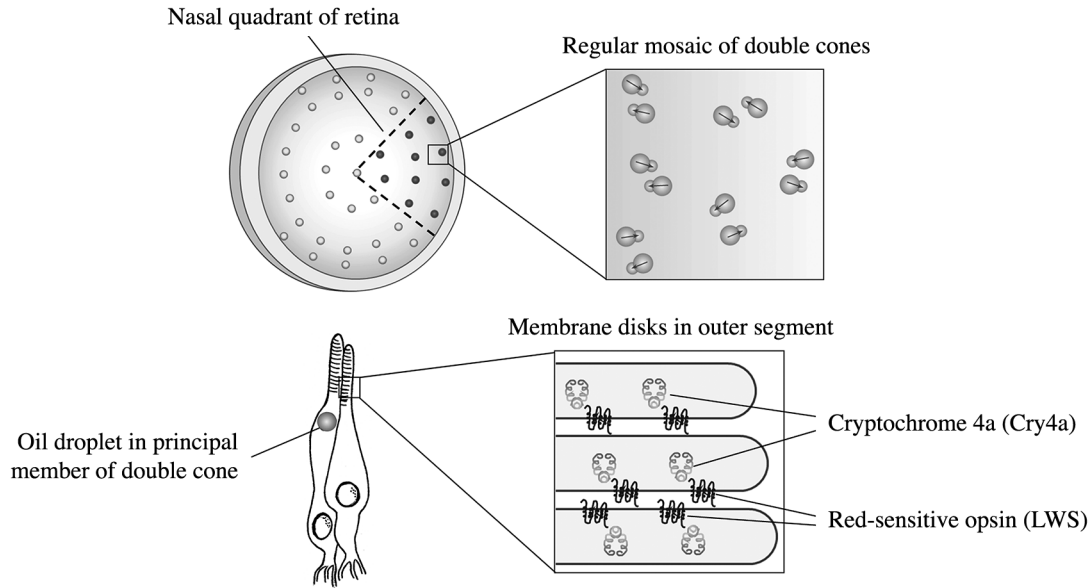 Nasal quadrant of retina
Regular mosaic of double cones
Membrane disks in outer segment
Oil droplet in principal
member of double cone
Cryptochrome 4a (Cry4a)
Red-sensitive opsin (LWS)